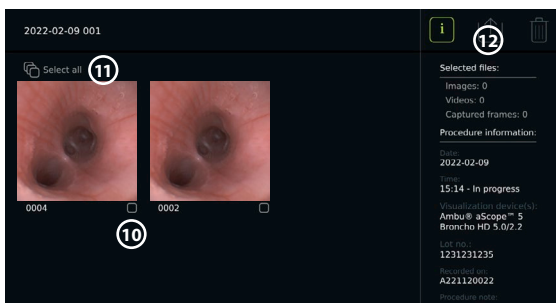 2022-02-09 001
i
12
Select all
11
Selected files:
Images: 0
Videos: 0
Captured frames: 0
Procedure information:
Date:
2022-02-09
Time:
15:14 - In progress
Visualization device(s):
Ambu® aScope™ 5
Broncho HD 5.0/2.2
Lot no.:
1231231235
Recorded on:
A221120022
Procedure note:
0004
0002
10